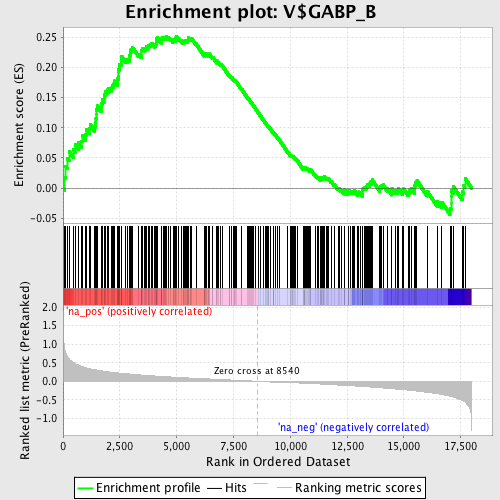 Enrichment plot: V$GABP_B
Enrichment score (ES)
0.25
0.20
0.15
0.10
0.05
0.00
-0.05
'na_pos' (positively correlated)
Ranked list metric (PreRanked)
2.0
1.5
1.0
0.5
0.0
-0.5
-1.0
Zero cross at 8540
'na_neg' (negatively correlated)
0 2,500 5,000 7,500 10,000 12,500 15,000 17,500
Rank in Ordered Dataset
Enrichment profile Hits Ranking metric scores